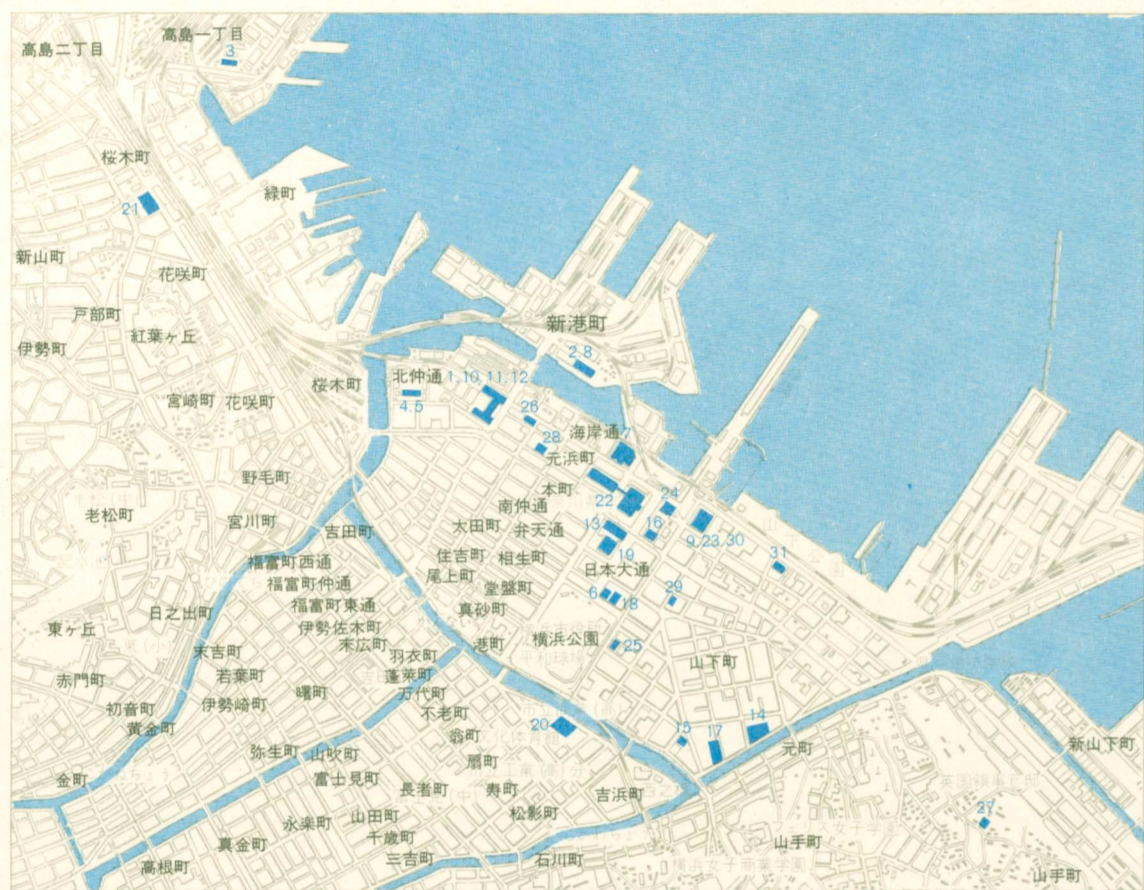 高島一丁目
高島二丁目
3
桜木町
21
緑町
新山町
花咲町
戸部町
紅葉ヶ丘
伊勢町
新港町
2,8
桜木町
北仲通
1,10,11,12
4.5
宮崎町
花咲町
26
28
海岸通
7
元浜町
野毛町
本町
22
24
老松町
宮川町
吉田町
南仲通
太田町
弁天通
13
16
9,23,30
19
住吉町
相生町
尾上町
日本大通
31
福富町西通
福富町仲通
堂盤町
6
18
29
福富町東通
真砂町
日之出町
伊勢佐木町
東ヶ丘
末広町
港町
横浜公園
25
末吉町
羽衣町
山下町
赤門町
若葉町
蓬莱町
曙町
万代町
初音町
伊勢崎町
不老町
黄金町
翁町
20
15
17
14
弥生町
山吹町
元町
新山下町
扇町
金町
富士見町
長者町
寿町
吉浜町
山田町
松影町
永楽町
27
千歳町
真金町
山手町
三吉町
石川町
高根町
山手町